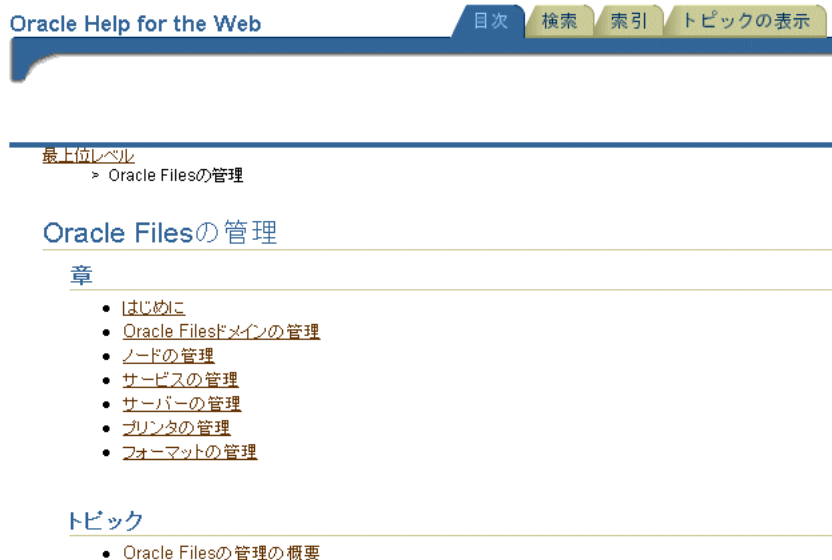 Oracle Help for the Web
目次 検索 索引 トピックの表示
最上位レベル
> Oracle Filesの管理
Oracle Filesの管理
章
はじめに
Oracle Filesドメインの管理
ノードの管理
サービスの管理
サーバーの管理
プリンタの管理
フォーマットの管理
トピック
Oracle Filesの管理の概要